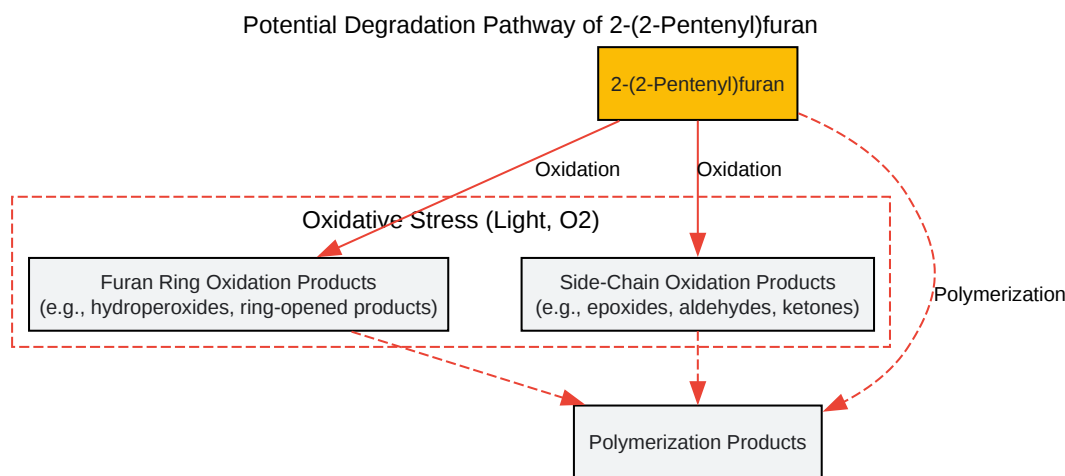 Potential Degradation Pathway of 2-(2-Pentenyl)furan
2-(2-Pentenyl)furan
Oxidation
Oxidation
Oxidative Stress (Light, O2)
Furan Ring Oxidation Products
(e.g., hydroperoxides, ring-opened products)
Side-Chain Oxidation Products
(e.g., epoxides, aldehydes, ketones)
Polymerization
Polymerization Products